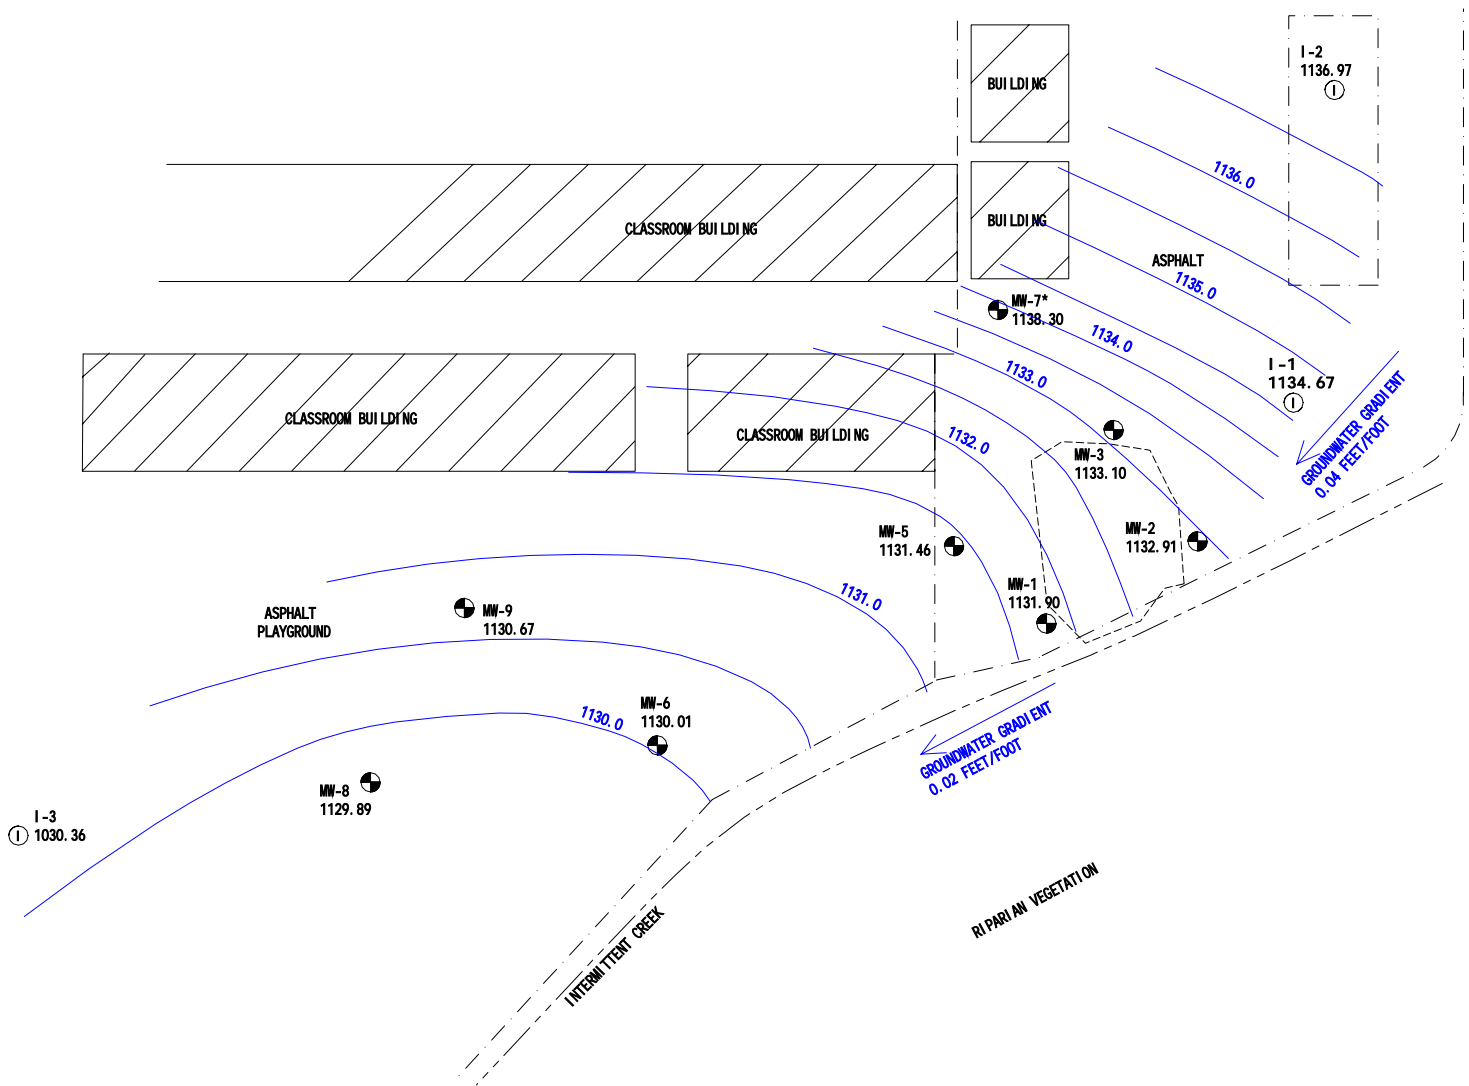 I-2
1136.97
BUILDING
1136.0
BUILDING
CLASSROOM BUILDING
ASPHALT
1135.0
MW-7*
1138.30
1134.0
I-1
1134.67
1133.0
GROUNDWATER GRADIENT
0.04 FEET/FOOT
CLASSROOM BUILDING
CLASSROOM BUILDING
1132.0
MW-3
1133.10
MW-5
1131.46
MW-2
1132.91
MW-1
1131.90
1131.0
ASPHALT
PLAYGROUND
MW-9
1130.67
MW-6
1130.01
1130.0
GROUNDWATER GRADIENT
0.02 FEET/FOOT
MW-8
1129.89
I-3
1030.36
I
I
I
RIPARIAN VEGETATION
INTERMITTENT CREEK